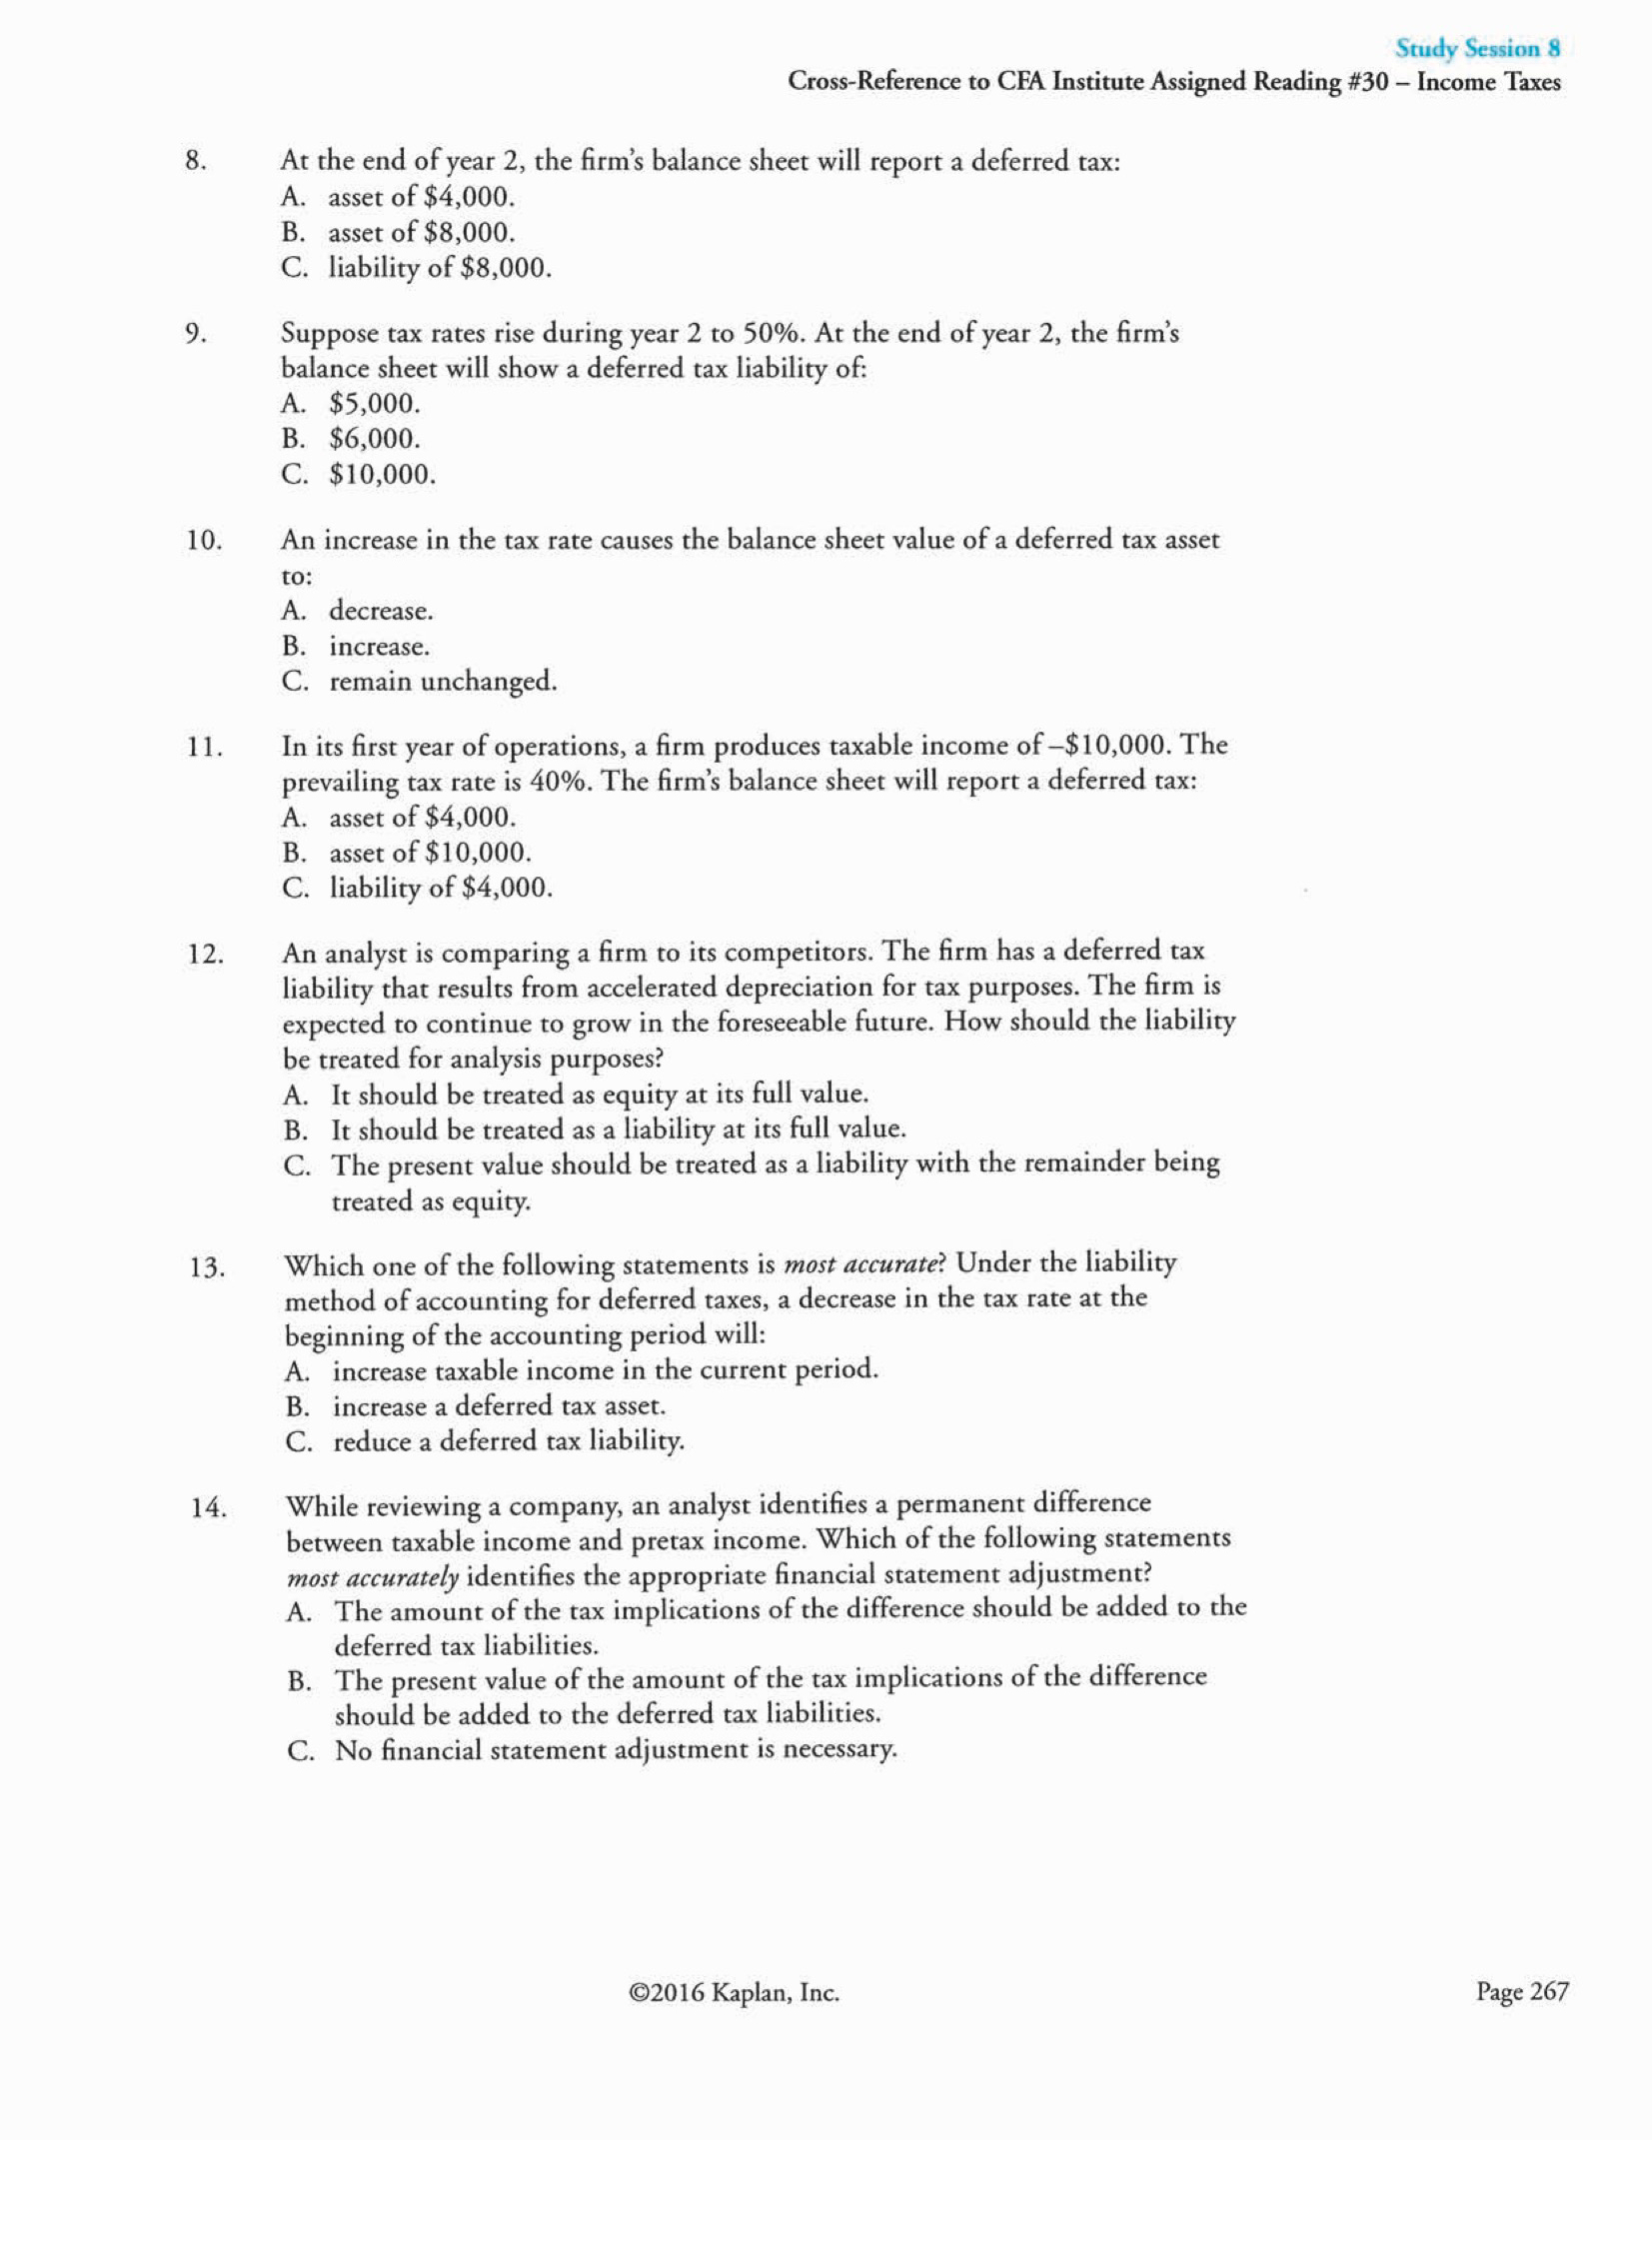 Study Session 8
Cross-Reference to CFA Institute Assigned Reading #30 – Income Taxes
8. At the end of year 2, the firm's balance sheet will report a deferred tax:
A. asset of $4,000.
B. asset of $8,000.
C. liability of $8,000.
9. Suppose tax rates rise during year 2 to 50%. At the end of year 2, the firm's
balance sheet will show a deferred tax liability of:
A. $5,000.
B. $6,000.
C. $10,000.
10. An increase in the tax rate causes the balance sheet value of a deferred tax asset
to:
A. decrease.
B. increase.
C. remain unchanged.
11. In its first year of operations, a firm produces taxable income of –$10,000. The
prevailing tax rate is 40%. The firm's balance sheet will report a deferred tax:
A. asset of $4,000.
B. asset of $10,000.
C. liability of $4,000.
12. An analyst is comparing a firm to its competitors. The firm has a deferred tax
liability that results from accelerated depreciation for tax purposes. The firm is
expected to continue to grow in the foreseeable future. How should the liability
be treated for analysis purposes?
A. It should be treated as equity at its full value.
B. It should be treated as a liability at its full value.
C. The present value should be treated as a liability with the remainder being
treated as equity.
13. Which one of the following statements is most accurate? Under the liability
method of accounting for deferred taxes, a decrease in the tax rate at the
beginning of the accounting period will:
A. increase taxable income in the current period.
B. increase a deferred tax asset.
C. reduce a deferred tax liability.
14. While reviewing a company, an analyst identifies a permanent difference
between taxable income and pretax income. Which of the following statements
most accurately identifies the appropriate financial statement adjustment?
A. The amount of the tax implications of the difference should be added to the
deferred tax liabilities.
B. The present value of the amount of the tax implications of the difference
should be added to the deferred tax liabilities.
C. No financial statement adjustment is necessary.
©2016 Kaplan, Inc.
Page 267